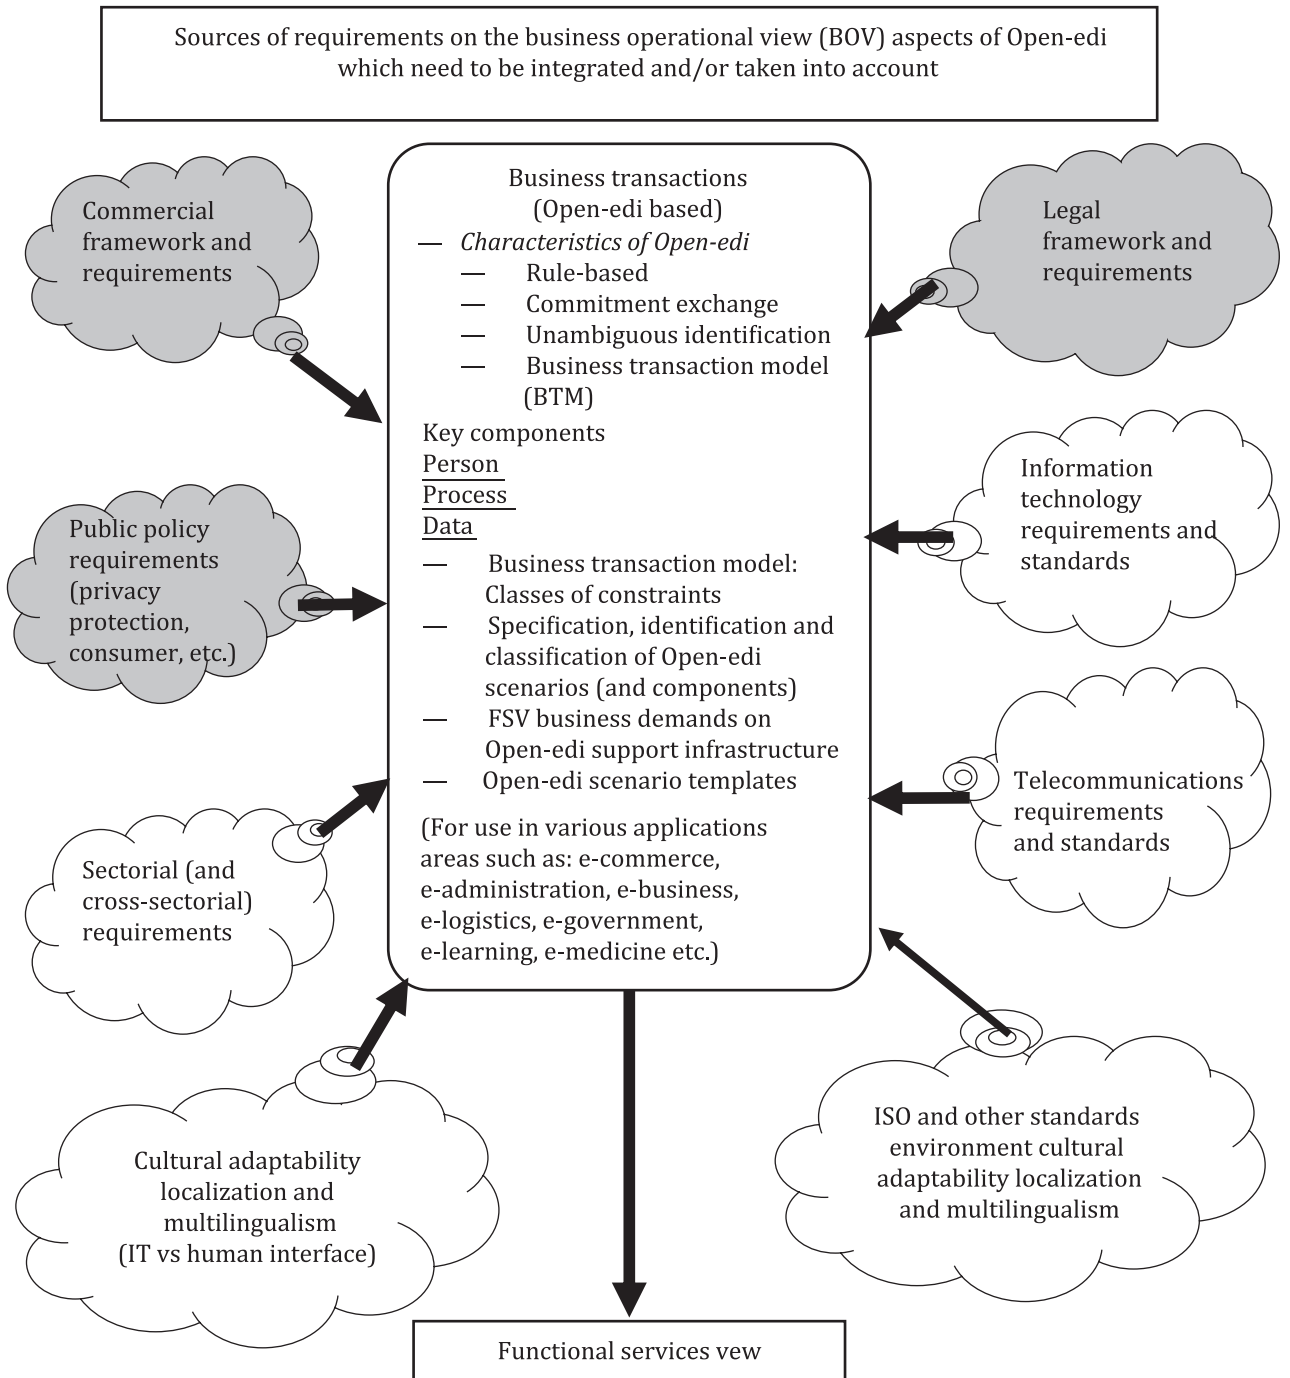 Sources of requirements on the business operational view (BOV) aspects of Open-edi
which need to be integrated and/or taken into account
Commercial
framework and
requirements
Public policy
requirements
(privacy
protection,
consumer, etc.)
Sectorial (and
cross-sectorial)
requirements
Cultural adaptability
localization and
multilingualism
(IT vs human interface)
Business transactions
(Open-edi based)
— Characteristics of Open-edi
— Rule-based
— Commitment exchange
— Unambiguous identification
— Business transaction model
(BTM)
Key components
Person
Process
Data
— Business transaction model:
Classes of constraints
— Specification, identification and
classification of Open-edi
scenarios (and components)
— FSV business demands on
Open-edi support infrastructure
— Open-edi scenario templates
(For use in various applications
areas such as: e-commerce,
e-administration, e-business,
e-logistics, e-government,
e-learning, e-medicine etc.)
Legal
framework and
requirements
Information
technology
requirements and
standards
Telecommunications
requirements
and standards
ISO and other standards
environment cultural
adaptability localization
and multilingualism
Functional services vew